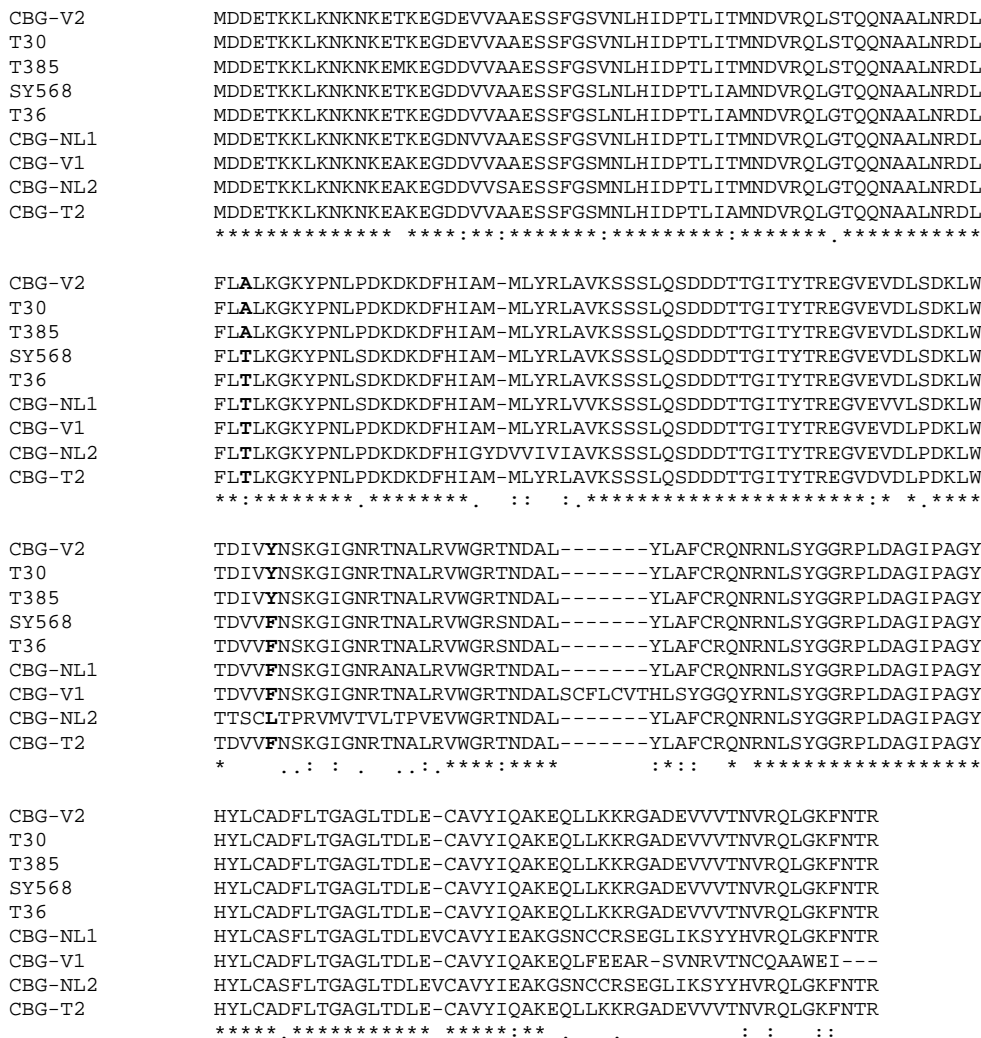 CBG-V2 MDDETKKLKNKNKETKEGDEVVAAESSFGSVNLHIDPTLITMNDVRQLSTQQNAALNRDL
T30 MDDETKKLKNKNKETKEGDEVVAAESSFGSVNLHIDPTLITMNDVRQLSTQQNAALNRDL
T385 MDDETKKLKNKNKEMKEGDDVVAAESSFGSVNLHIDPTLITMNDVRQLSTQQNAALNRDL
SY568 MDDETKKLKNKNKETKEGDDVVAAESSFGSLNLHIDPTLIAMNDVRQLGTQQNAALNRDL
T36 MDDETKKLKNKNKETKEGDDVVAAESSFGSLNLHIDPTLIAMNDVRQLGTQQNAALNRDL
CBG-NL1 MDDETKKLKNKNKETKEGDNVVAAESSFGSVNLHIDPTLITMNDVRQLGTQQNAALNRDL
CBG-V1 MDDETKKLKNKNKEAKEGDDVVAAESSFGSMNLHIDPTLITMNDVRQLGTQQNAALNRDL
CBG-NL2 MDDETKKLKNKNKEAKEGDDVVSAESSFGSMNLHIDPTLITMNDVRQLGTQQNAALNRDL
CBG-T2 MDDETKKLKNKNKEAKEGDDVVAAESSFGSMNLHIDPTLIAMNDVRQLGTQQNAALNRDL
************** ****:**:*******:*********:*******.***********
CBG-V2 FLALKGKYPNLPDKDKDFHIAM-MLYRLAVKSSSLQSDDDTTGITYTREGVEVDLSDKLW
T30 FLALKGKYPNLPDKDKDFHIAM-MLYRLAVKSSSLQSDDDTTGITYTREGVEVDLSDKLW
T385 FLALKGKYPNLPDKDKDFHIAM-MLYRLAVKSSSLQSDDDTTGITYTREGVEVDLSDKLW
SY568 FLTLKGKYPNLSDKDKDFHIAM-MLYRLAVKSSSLQSDDDTTGITYTREGVEVDLSDKLW
T36 FLTLKGKYPNLSDKDKDFHIAM-MLYRLAVKSSSLQSDDDTTGITYTREGVEVDLSDKLW
CBG-NL1 FLTLKGKYPNLSDKDKDFHIAM-MLYRLVVKSSSLQSDDDTTGITYTREGVEVVLSDKLW
CBG-V1 FLTLKGKYPNLPDKDKDFHIAM-MLYRLAVKSSSLQSDDDTTGITYTREGVEVDLPDKLW
CBG-NL2 FLTLKGKYPNLPDKDKDFHIGYDVVIVIAVKSSSLQSDDDTTGITYTREGVEVDLPDKLW
CBG-T2 FLTLKGKYPNLPDKDKDFHIAM-MLYRLAVKSSSLQSDDDTTGITYTREGVDVDLPDKLW
**:********.********. :: :.**********************:* *.****
CBG-V2 TDIVYNSKGIGNRTNALRVWGRTNDAL-------YLAFCRQNRNLSYGGRPLDAGIPAGY
T30 TDIVYNSKGIGNRTNALRVWGRTNDAL-------YLAFCRQNRNLSYGGRPLDAGIPAGY
T385 TDIVYNSKGIGNRTNALRVWGRTNDAL-------YLAFCRQNRNLSYGGRPLDAGIPAGY
SY568 TDVVFNSKGIGNRTNALRVWGRSNDAL-------YLAFCRQNRNLSYGGRPLDAGIPAGY
T36 TDVVFNSKGIGNRTNALRVWGRSNDAL-------YLAFCRQNRNLSYGGRPLDAGIPAGY
CBG-NL1 TDVVFNSKGIGNRANALRVWGRTNDAL-------YLAFCRQNRNLSYGGRPLDAGIPAGY
CBG-V1 TDVVFNSKGIGNRTNALRVWGRTNDALSCFLCVTHLSYGGQYRNLSYGGRPLDAGIPAGY
CBG-NL2 TTSCLTPRVMVTVLTPVEVWGRTNDAL-------YLAFCRQNRNLSYGGRPLDAGIPAGY
CBG-T2 TDVVFNSKGIGNRTNALRVWGRTNDAL-------YLAFCRQNRNLSYGGRPLDAGIPAGY
* ..: : . ..:.****:**** :*:: * ******************
CBG-V2 HYLCADFLTGAGLTDLE-CAVYIQAKEQLLKKRGADEVVVTNVRQLGKFNTR
T30 HYLCADFLTGAGLTDLE-CAVYIQAKEQLLKKRGADEVVVTNVRQLGKFNTR
T385 HYLCADFLTGAGLTDLE-CAVYIQAKEQLLKKRGADEVVVTNVRQLGKFNTR
SY568 HYLCADFLTGAGLTDLE-CAVYIQAKEQLLKKRGADEVVVTNVRQLGKFNTR
T36 HYLCADFLTGAGLTDLE-CAVYIQAKEQLLKKRGADEVVVTNVRQLGKFNTR
CBG-NL1 HYLCASFLTGAGLTDLEVCAVYIEAKGSNCCRSEGLIKSYYHVRQLGKFNTR
CBG-V1 HYLCADFLTGAGLTDLE-CAVYIQAKEQLFEEAR-SVNRVTNCQAAWEI---
CBG-NL2 HYLCASFLTGAGLTDLEVCAVYIEAKGSNCCRSEGLIKSYYHVRQLGKFNTR
CBG-T2 HYLCADFLTGAGLTDLE-CAVYIQAKEQLLKKRGADEVVVTNVRQLGKFNTR
*****.*********** *****:** . . : : ::